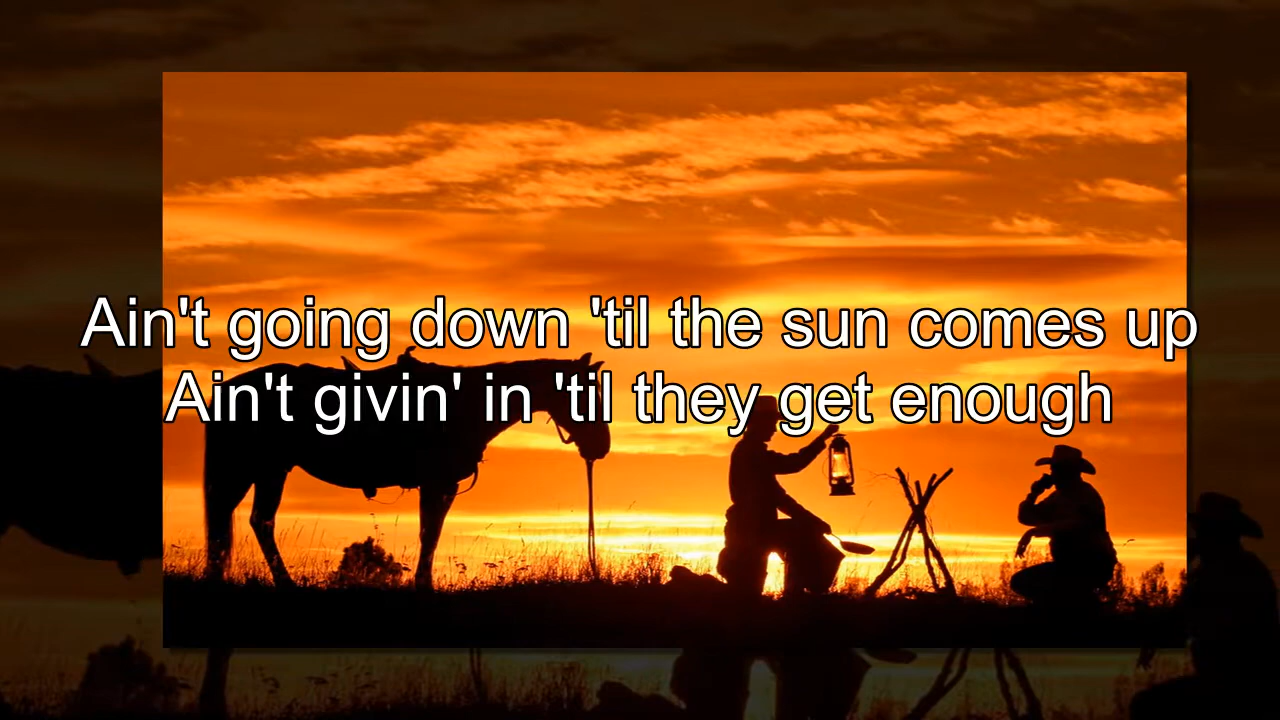 Ain't going down 'til the sun comes up
Ain't givin' in 'til they get enough